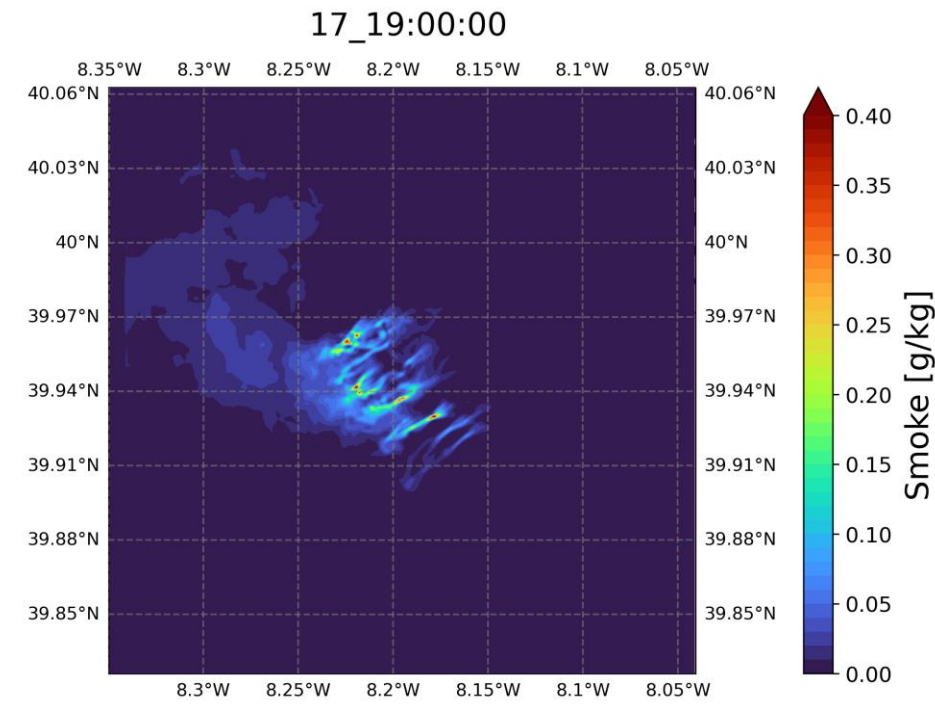 17_19:00:00
8.35°W 8.3°W 8.25°W 8.2°W 8.15°W 8.1°W 8.05°W
40.06°N 40.06°N
40.03°N 40.03°N
40°N 40°N
39.97°N 39.97°N
39.94°N 39.94°N
39.91°N 39.91°N
39.88°N 39.88°N
39.85°N 39.85°N
8.3°W 8.25°W 8.2°W 8.15°W 8.1°W 8.05°W
0.40
0.35
0.30
0.25
0.20
0.15
0.10
0.05
0.00
Smoke [g/kg]